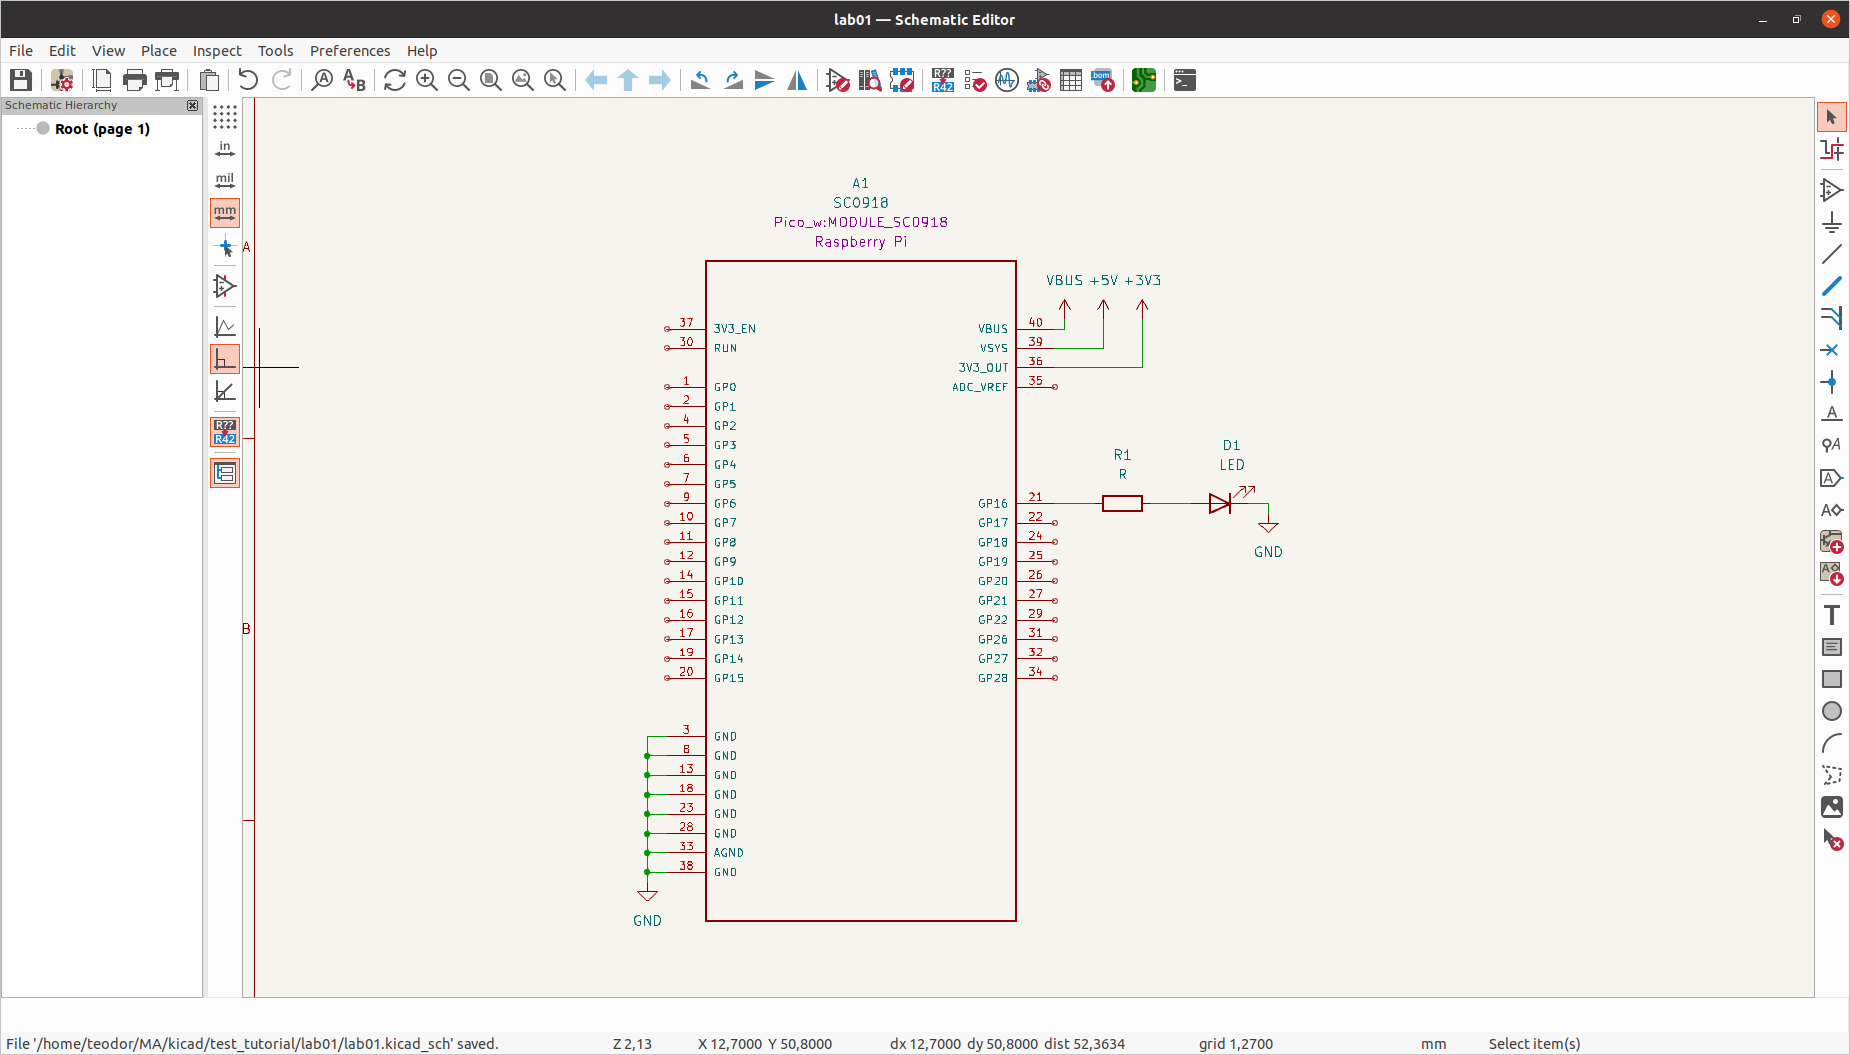 lab01 — Schematic Editor
File Edit View Place Inspect Tools Preferences Help
Schematic Hierarchy
Root (page 1)
in
mil
mm
R??
R42
A
B
A1
SC0918
Pico_w:MODULE_SC0918
Raspberry Pi
VBUS +5V +3V3
37 3V3_EN
30 RUN
1 GP0
2 GP1
4 GP2
5 GP3
6 GP4
7 GP5
9 GP6
10 GP7
11 GP8
12 GP9
14 GP10
15 GP11
16 GP12
17 GP13
19 GP14
20 GP15
3 GND
8 GND
13 GND
18 GND
23 GND
28 GND
33 AGND
38 GND
GND
VBUS 40
VSYS 39
3V3_OUT 36
ADC_VREF 35
GP16 21
GP17 22
GP18 24
GP19 25
GP20 26
GP21 27
GP22 29
GP26 31
GP27 32
GP28 34
R1
R
D1
LED
GND
File '/home/teodor/MA/kicad/test_tutorial/lab01/lab01.kicad_sch' saved.
Z 2,13
X 12,7000 Y 50,8000
dx 12,7000 dy 50,8000 dist 52,3634
grid 1,2700
mm
Select item(s)